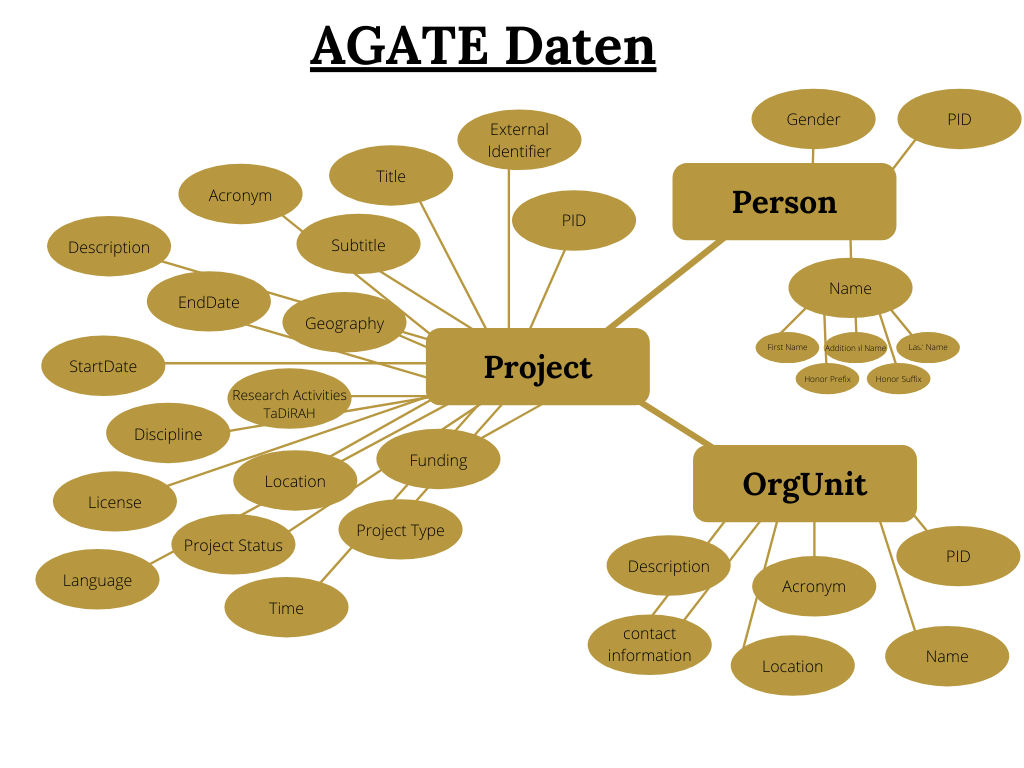 AGATE Daten
External
Identifier
Gender
PID
Title
Acronym
Person
PID
Subtitle
Description
Name
EndDate
Geography
First Name
Additional Name
Last Name
StartDate
Project
Honor Prefix
Honor Suffix
Research Activities
TaDiRAH
Discipline
Funding
Location
OrgUnit
License
Project Type
Project Status
PID
Description
Language
Acronym
Time
contact
information
Name
Location